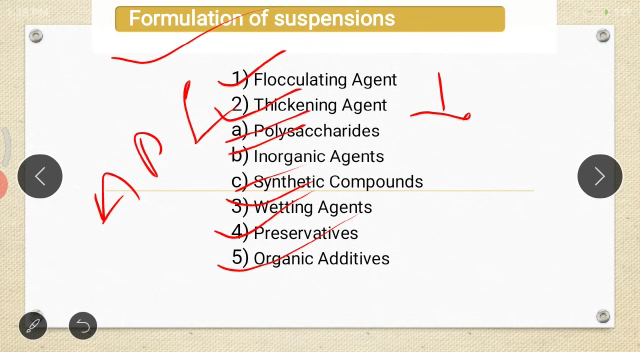 Formulation of suspensions
1) Flocculating Agent
2) Thickening Agent
a) Polysaccharides
b) Inorganic Agents
c) Synthetic Compounds
3) Wetting Agents
4) Preservatives
5) Organic Additives